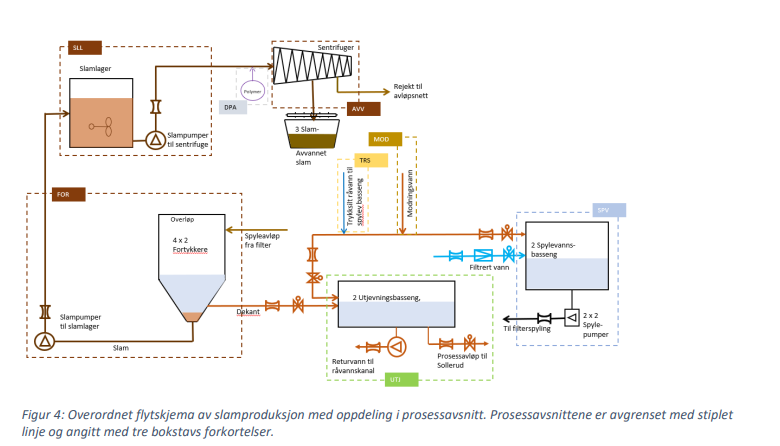 SLL
Slamlager
Slampumper
til sentrifuge
DPA
Polymer
Sentrifuger
Rejekt til
avløpsnett
AVV
3 Slam-
Avvannet
slam
MOD
TRS
Trykksilt råvann til
spylev basseng
Modningsvann
FOR
Overløp
4 x 2
Fortykkere
Spyleavløp
fra filter
Slampumper
til slamlager
Slam
Dekant
SPV
2 Spylevanns-
basseng
Filtrert vann
Til filterspyling
2 x 2
Spyle-
pumper
2 Utjevningsbasseng,
Returvann til
råvannskanal
Prosessavløp til
Sollerud
UTJ
Figur 4: Overordnet flytskjema av slamproduksjon med oppdeling i prosessavsnitt. Prosessavsnittene er avgrenset med stiplet
linje og angitt med tre bokstavs forkortelser.